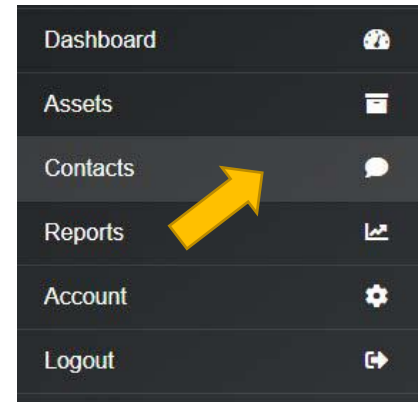 Dashboard
Assets
Contacts
Reports
Account
Logout